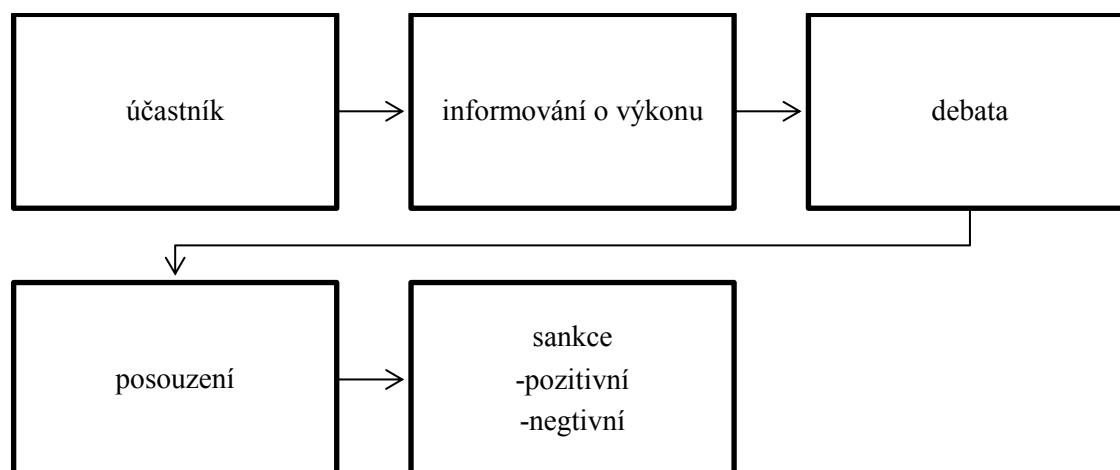 účastník
informování o výkonu
debata
posouzení
sankce
-pozitivní
-negtivní